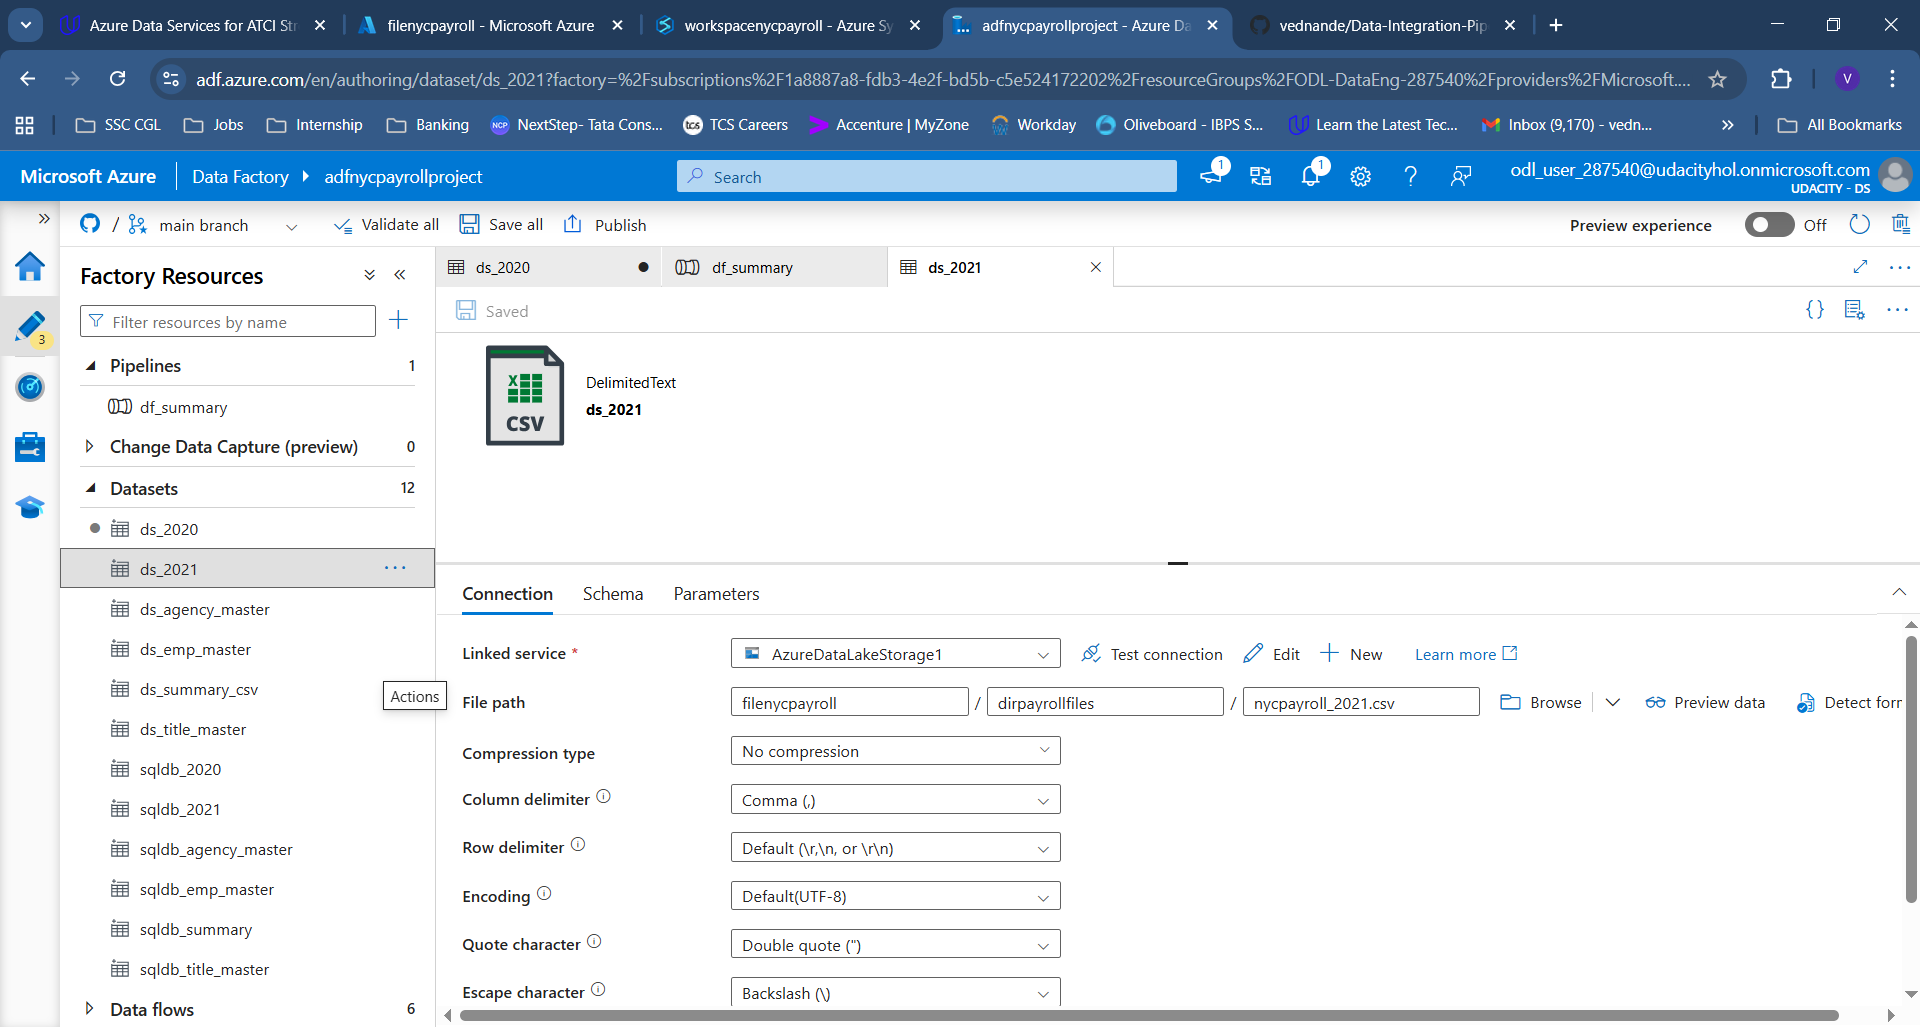 Azure Data Services for ATCI Str
filenycpayroll - Microsoft Azure
workspacenycpayroll - Azure Sy
adfnycpayrollproject - Azure Da
vednande/Data-Integration-Pip
adf.azure.com/en/authoring/dataset/ds_2021?factory=%2Fsubscriptions%2F1a8887a8-fdb3-4e2f-bd5b-c5e524172202%2FresourceGroups%2FODL-DataEng-287540%2Fproviders%2FMicrosoft....
V
SSC CGL
Jobs
Internship
Banking
NCP
NextStep- Tata Cons...
tcs
TCS Careers
Accenture | MyZone
Workday
Oliveboard - IBPS S...
Learn the Latest Tec...
Inbox (9,170) - vedn...
»
All Bookmarks
Microsoft Azure
Data Factory
adfnycpayrollproject
Search
1
1
odl_user_287540@udacityhol.onmicrosoft.com
UDACITY - DS
/
main branch
Validate all
Save all
Publish
Preview experience
Off
3
Factory Resources
Filter resources by name
Pipelines 1
df_summary
Change Data Capture (preview) 0
Datasets 12
ds_2020
ds_2021
ds_agency_master
ds_emp_master
ds_summary_csv
ds_title_master
sqldb_2020
sqldb_2021
sqldb_agency_master
sqldb_emp_master
sqldb_summary
sqldb_title_master
Data flows 6
Actions
ds_2020
df_summary
ds_2021
Saved
{}
X
CSV
DelimitedText
ds_2021
Connection
Schema
Parameters
Linked service *
AzureDataLakeStorage1
Test connection
Edit
New
Learn more
File path
filenycpayroll / dirpayrollfiles / nycpayroll_2021.csv
Browse
Preview data
Detect for
Compression type
No compression
Column delimiter
Comma (,)
Row delimiter
Default (\r,\n, or \r\n)
Encoding
Default(UTF-8)
Quote character
Double quote (")
Escape character
Backslash (\)